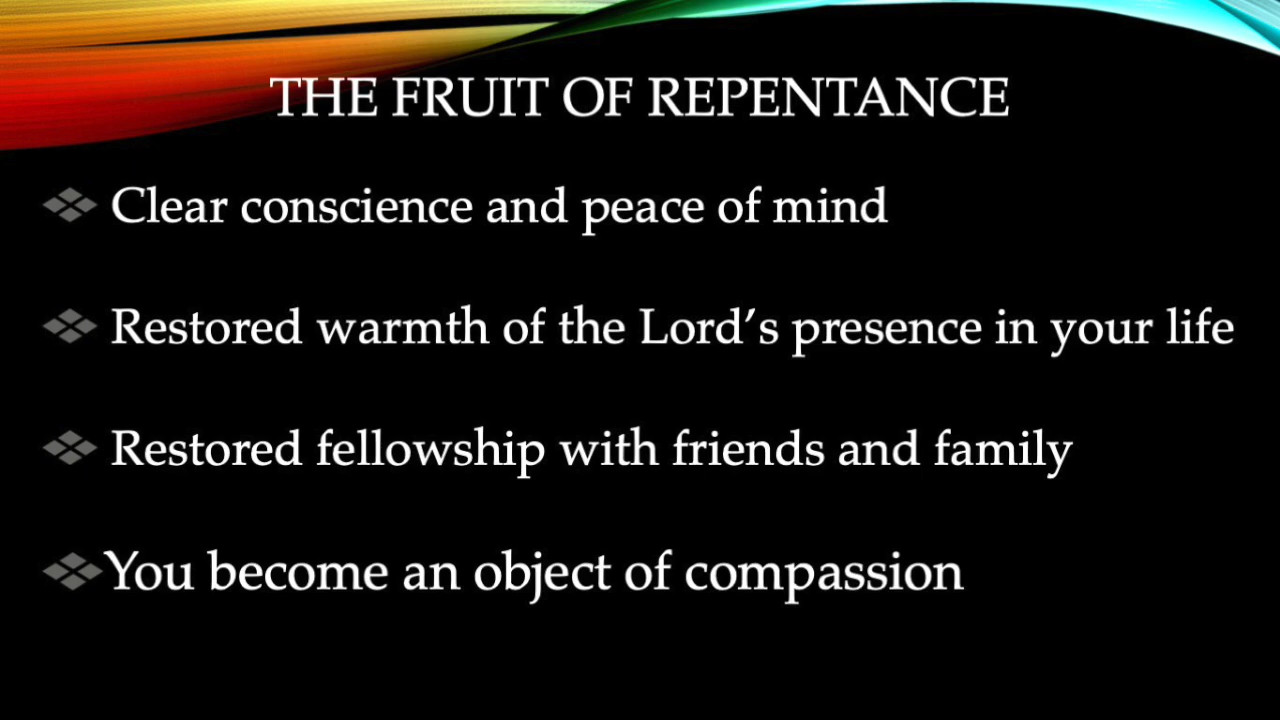 THE FRUIT OF REPENTANCE
Clear conscience and peace of mind
Restored warmth of the Lord’s presence in your life
Restored fellowship with friends and family
You become an object of compassion